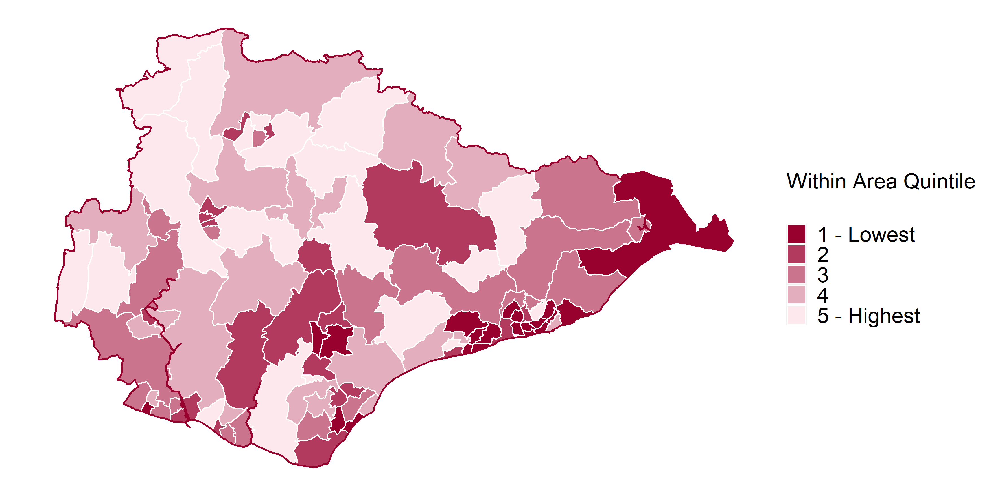 Within Area Quintile
1 - Lowest
2
3
4
5 - Highest